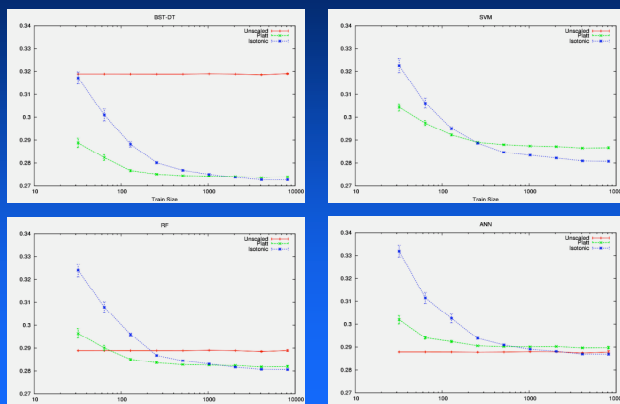 BST-DT
0.34
0.33
0.32
0.31
0.3
0.29
0.28
0.27
10
100
1000
10000
Train Size
Unscaled
Platt
Isotonic
SVM
0.34
0.33
0.32
0.31
0.3
0.29
0.28
0.27
10
100
1000
10000
Train Size
Unscaled
Platt
Isotonic
RF
0.34
0.33
0.32
0.31
0.3
0.29
0.28
0.27
10
100
1000
10000
Unscaled
Platt
Isotonic
ANN
0.34
0.33
0.32
0.31
0.3
0.29
0.28
0.27
10
100
1000
1000
Unscaled
Platt
Isotonic